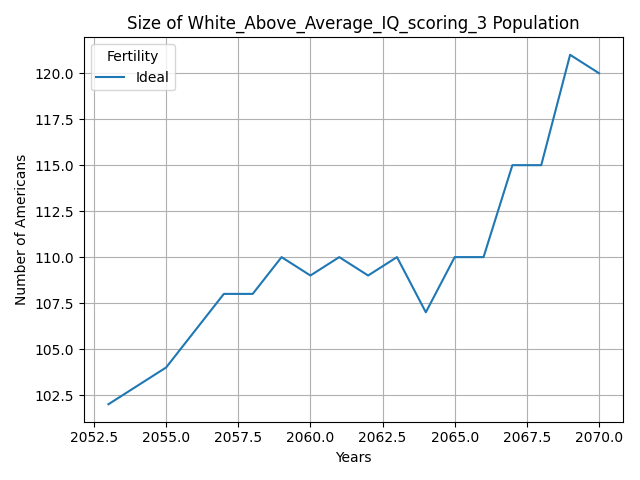 Size of White_Above_Average_IQ_scoring_3 Population
Fertility
Ideal
Number of Americans
120.0
117.5
115.0
112.5
110.0
107.5
105.0
102.5
2052.5 2055.0 2057.5 2060.0 2062.5 2065.0 2067.5 2070.0
Years